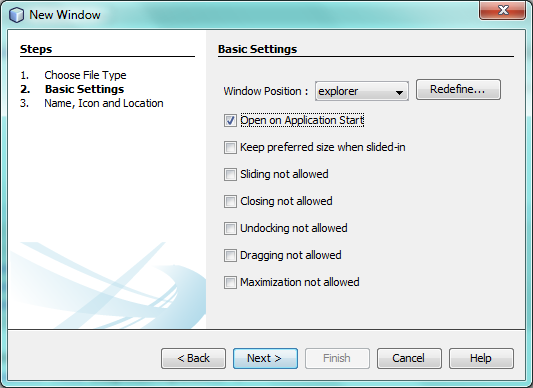 New Window
Steps
1. Choose File Type
2. Basic Settings
3. Name, Icon and Location
Basic Settings
Window Position : explorer Redefine...
Open on Application Start
Keep preferred size when slided-in
Sliding not allowed
Closing not allowed
Undocking not allowed
Dragging not allowed
Maximization not allowed
< Back Next > Finish Cancel Help